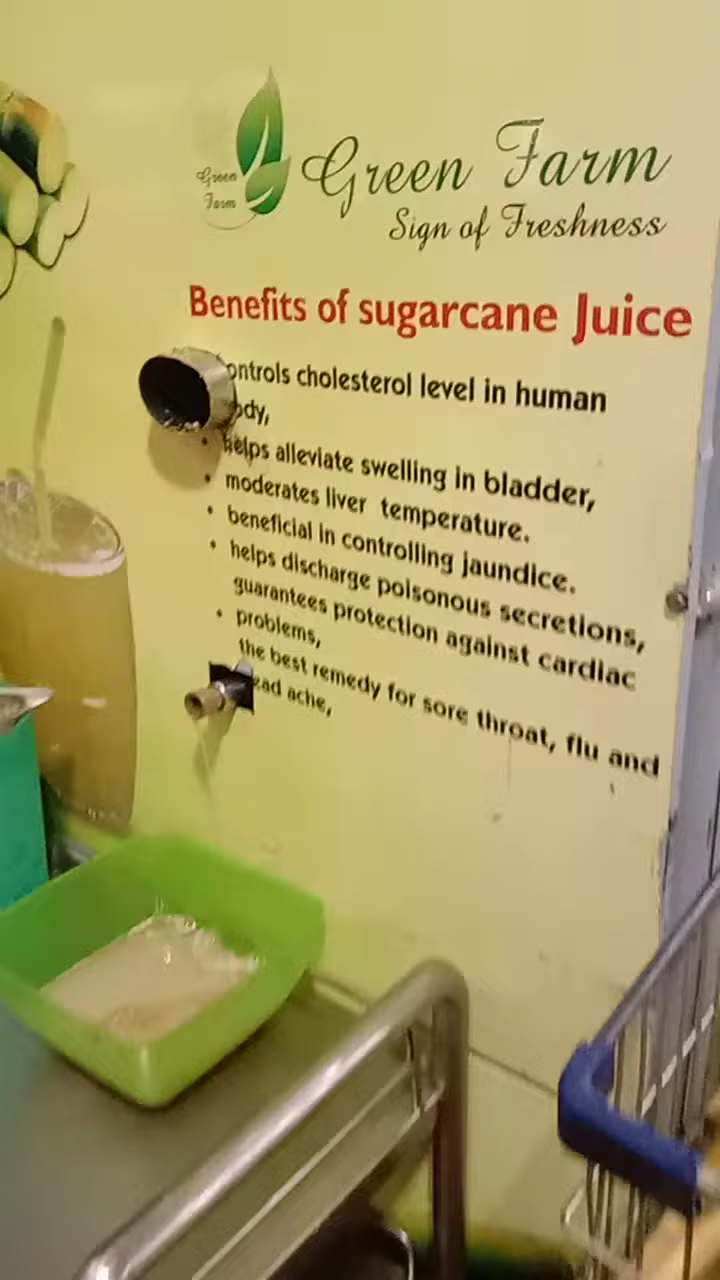 Green
Farm
Green Farm
Sign of Freshness
Benefits of sugarcane Juice
ontrols cholesterol level in human
ody,
• helps alleviate swelling in bladder,
• moderates liver temperature.
• beneficial in controlling jaundice.
• helps discharge poisonous secretions,
guarantees protection against cardiac
• problems,
the best remedy for sore throat, flu and
ead ache,